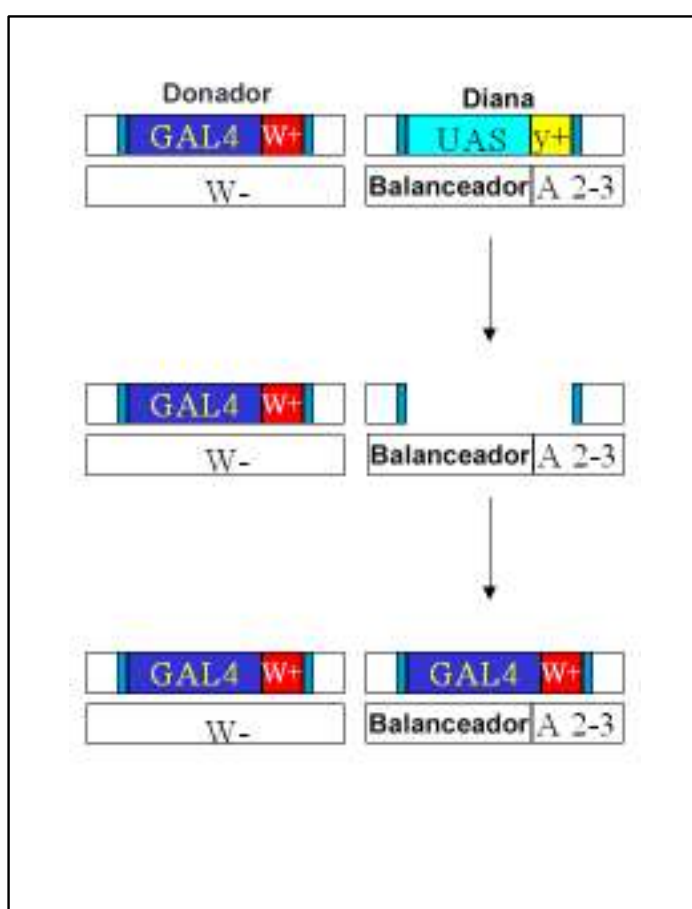 Donador
Diana
GAL4 W+
UAS y+
W-
Balanceador A 2-3
GAL4 W+
W-
Balanceador A 2-3
GAL4 W+
GAL4 W+
W-
Balanceador A 2-3